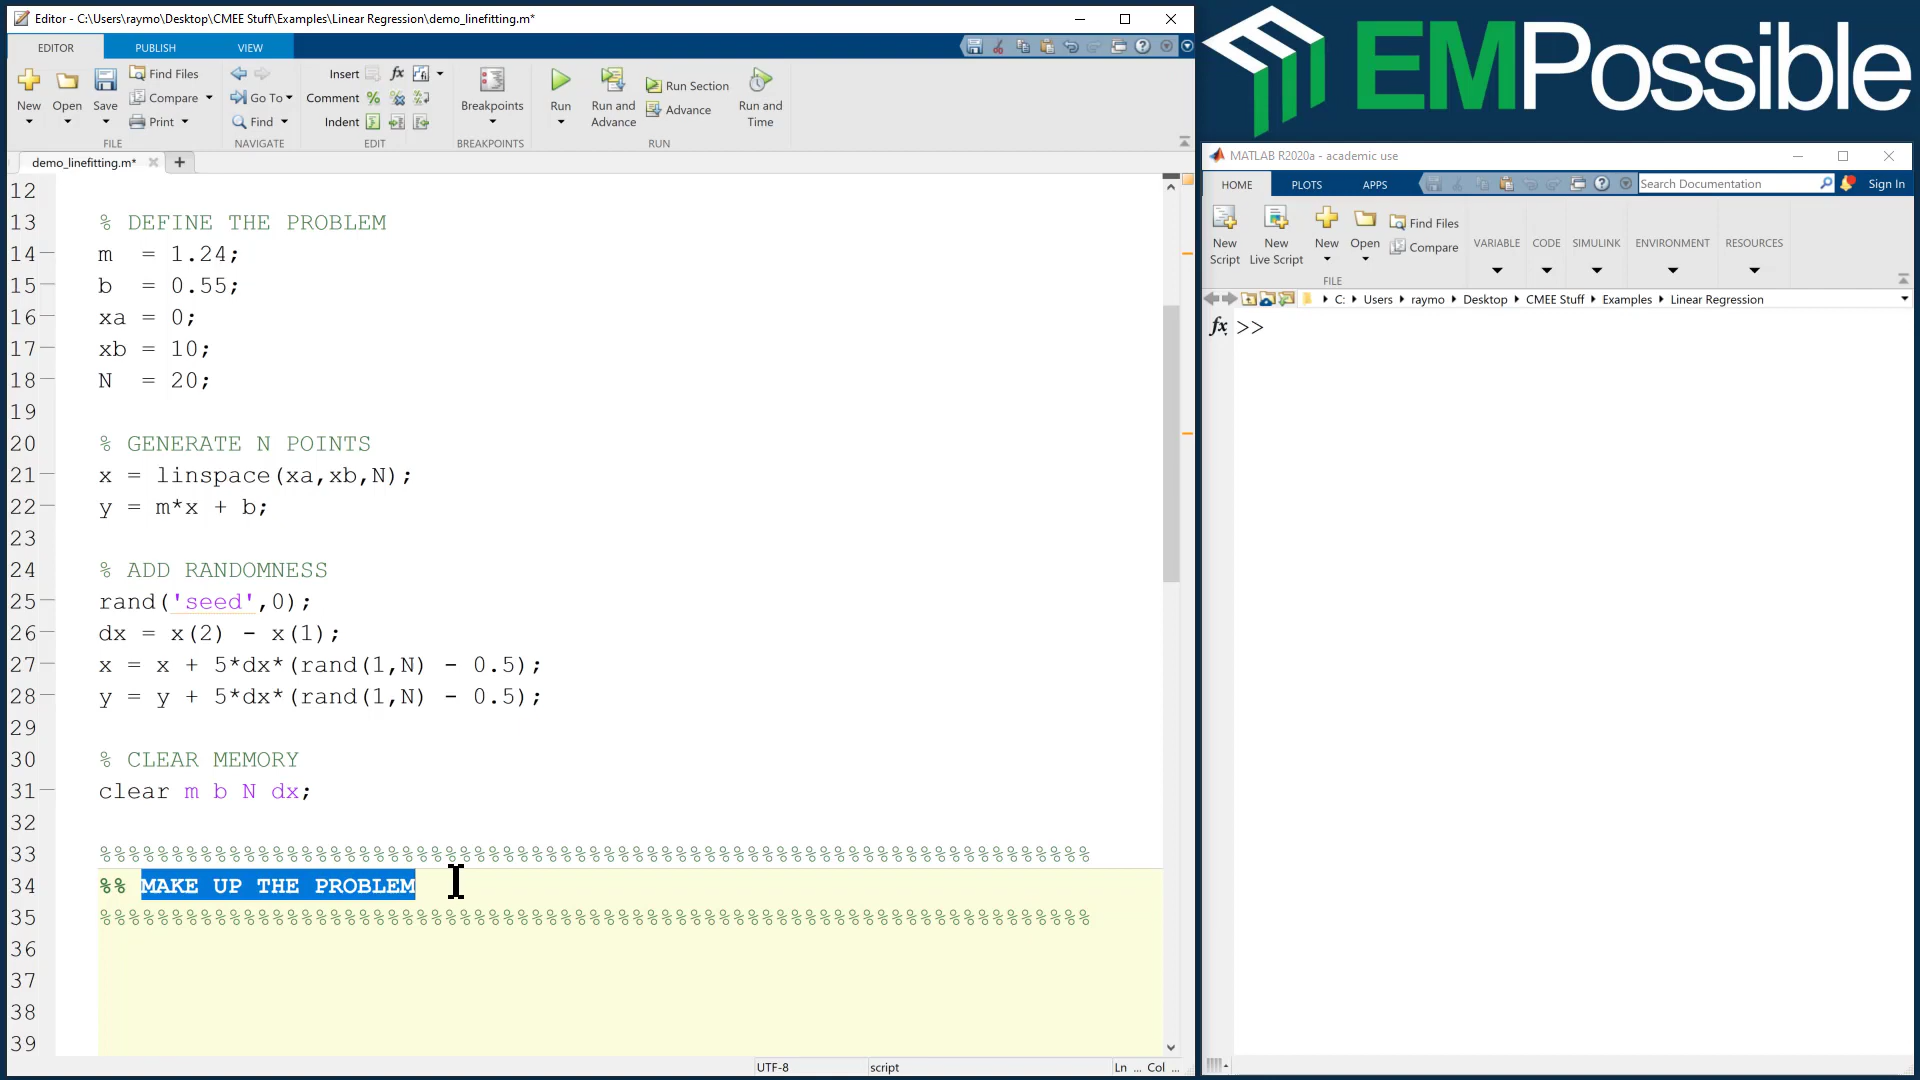 Editor - C:\Users\raymo\Desktop\CMEE Stuff\Examples\Linear Regression\demo_linefitting.m*
EDITOR PUBLISH VIEW
New Open Save Find Files Compare Print
FILE
Go To Find
NAVIGATE
Insert fx
Comment
Indent
EDIT
Breakpoints
BREAKPOINTS
Run Run and Advance Run Section Advance Run and Time
RUN
demo_linefitting.m* × +
12
13 % DEFINE THE PROBLEM
14 m = 1.24;
15 b = 0.55;
16 xa = 0;
17 xb = 10;
18 N = 20;
19
20 % GENERATE N POINTS
21 x = linspace(xa,xb,N);
22 y = m*x + b;
23
24 % ADD RANDOMNESS
25 rand('seed',0);
26 dx = x(2) - x(1);
27 x = x + 5*dx*(rand(1,N) - 0.5);
28 y = y + 5*dx*(rand(1,N) - 0.5);
29
30 % CLEAR MEMORY
31 clear m b N dx;
32
33 %%%%%%%%%%%%%%%%%%%%%%%%%%%%%%%%%%%%%%%%%%%%%%%%%%%%%%%%%%%%%%%%%%%%%
34 %% MAKE UP THE PROBLEM
35 %%%%%%%%%%%%%%%%%%%%%%%%%%%%%%%%%%%%%%%%%%%%%%%%%%%%%%%%%%%%%%%%%%%%%
36
37
38
39
UTF-8 script Ln ... Col ...
EMPossible
MATLAB R2020a - academic use
HOME PLOTS APPS Search Documentation Sign In
New Script New Live Script New Open Find Files Compare
FILE
VARIABLE CODE SIMULINK ENVIRONMENT RESOURCES
C: Users raymo Desktop CMEE Stuff Examples Linear Regression
fx >>